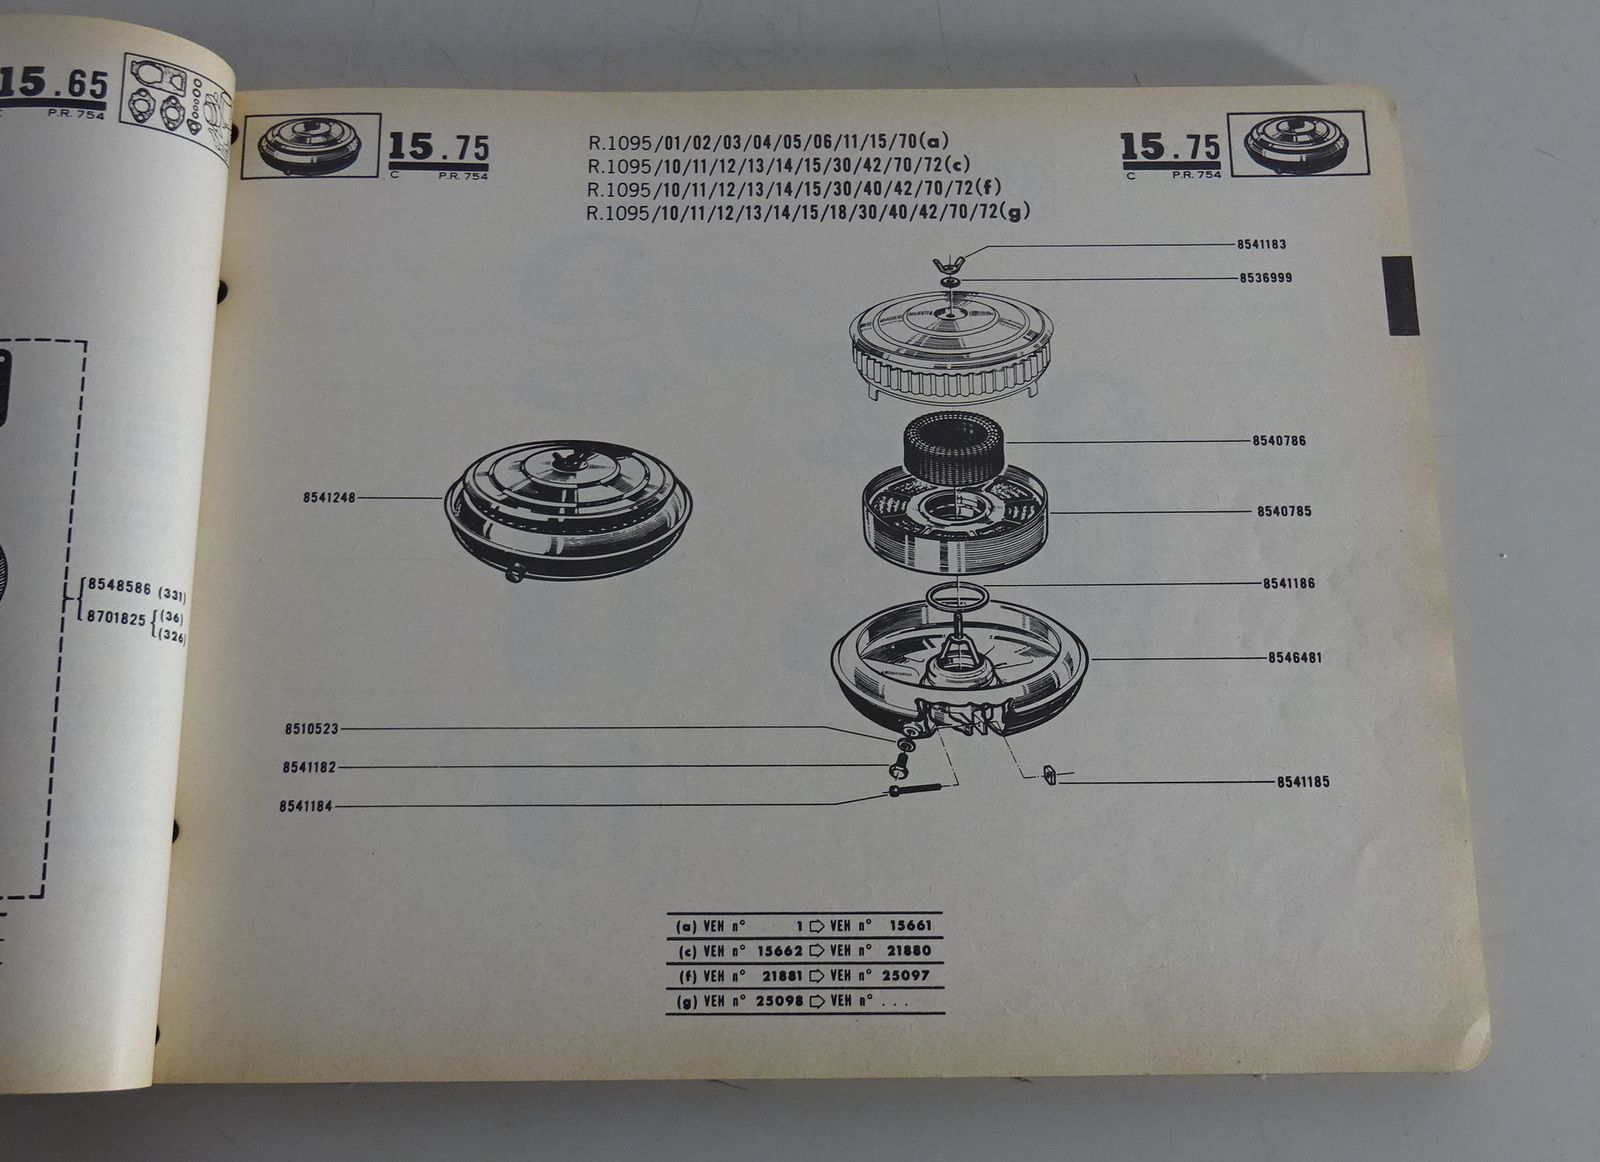 15.65
P.R. 754
8548586 (331)
8701825 (36)
(326)
15.75
C P.R. 754
R.1095/01/02/03/04/05/06/11/15/70(a)
R.1095/10/11/12/13/14/15/30/42/70/72(c)
R.1095/10/11/12/13/14/15/30/40/42/70/72(f)
R.1095/10/11/12/13/14/15/18/30/40/42/70/72(g)
15.75
C P.R. 754
8541183
8536999
8540786
8541248
8540785
8541186
8546481
8510523
8541182
8541185
8541184
(a) VEH n° 1 ⇨ VEH n° 15661
(c) VEH n° 15662 ⇨ VEH n° 21880
(f) VEH n° 21881 ⇨ VEH n° 25097
(g) VEH n° 25098 ⇨ VEH n° ...